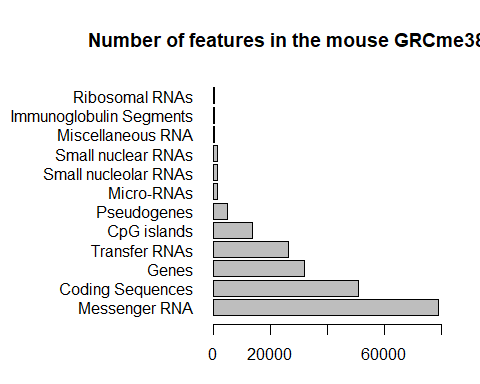 Number of features in the mouse GRCme38
Ribosomal RNAs
Immunoglobulin Segments
Miscellaneous RNA
Small nuclear RNAs
Small nucleolar RNAs
Micro-RNAs
Pseudogenes
CpG islands
Transfer RNAs
Genes
Coding Sequences
Messenger RNA
0 20000 60000